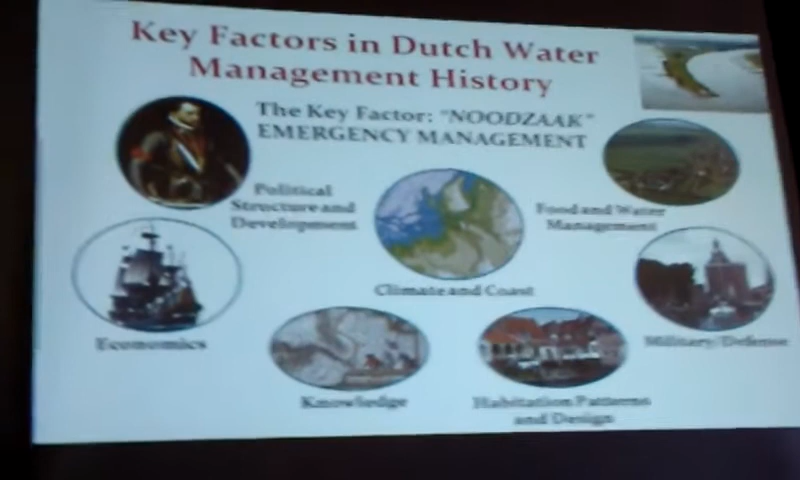 Key Factors in Dutch Water
Management History
The Key Factor: "NOODZAAK"
EMERGENCY MANAGEMENT
Political
Structure and
Development
Food and Water
Management
Climate and Coast
Economics
Military/Defense
Knowledge
Habitation Patterns
and Design